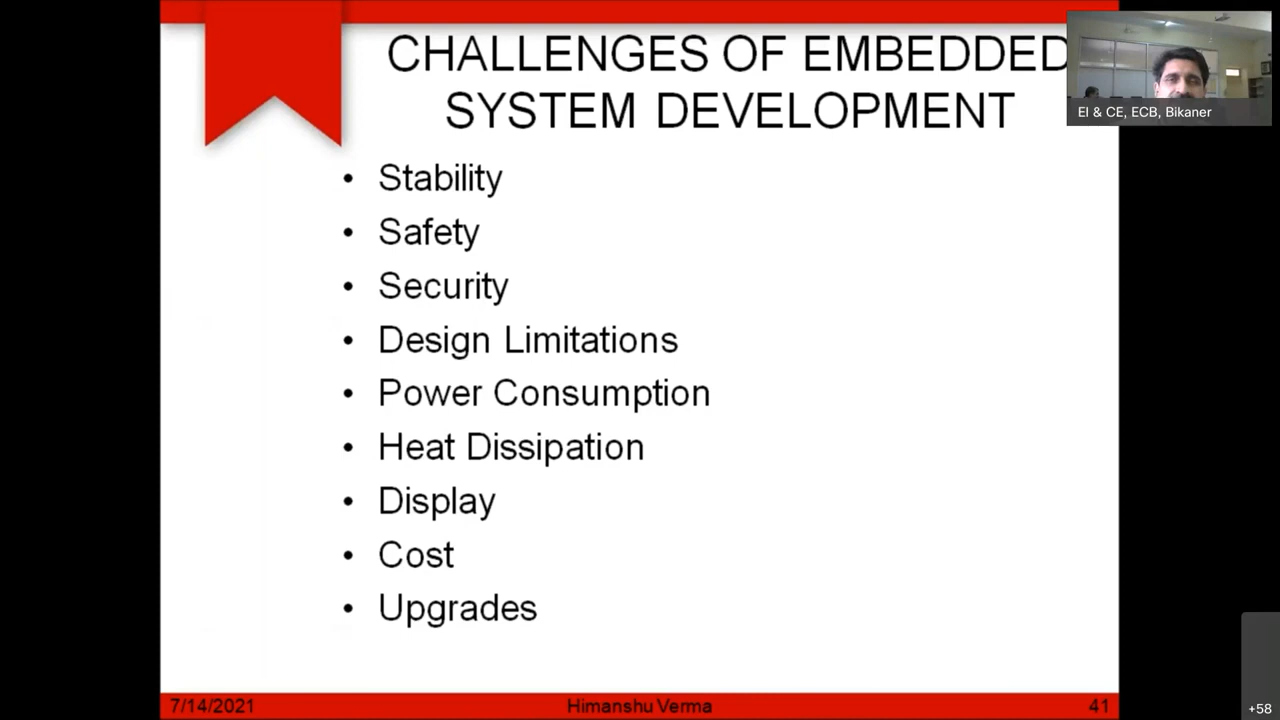 CHALLENGES OF EMBEDDED
SYSTEM DEVELOPMENT
EI & CE, ECB, Bikaner
• Stability
• Safety
• Security
• Design Limitations
• Power Consumption
• Heat Dissipation
• Display
• Cost
• Upgrades
7/14/2021
Himanshu Verma
41
+58